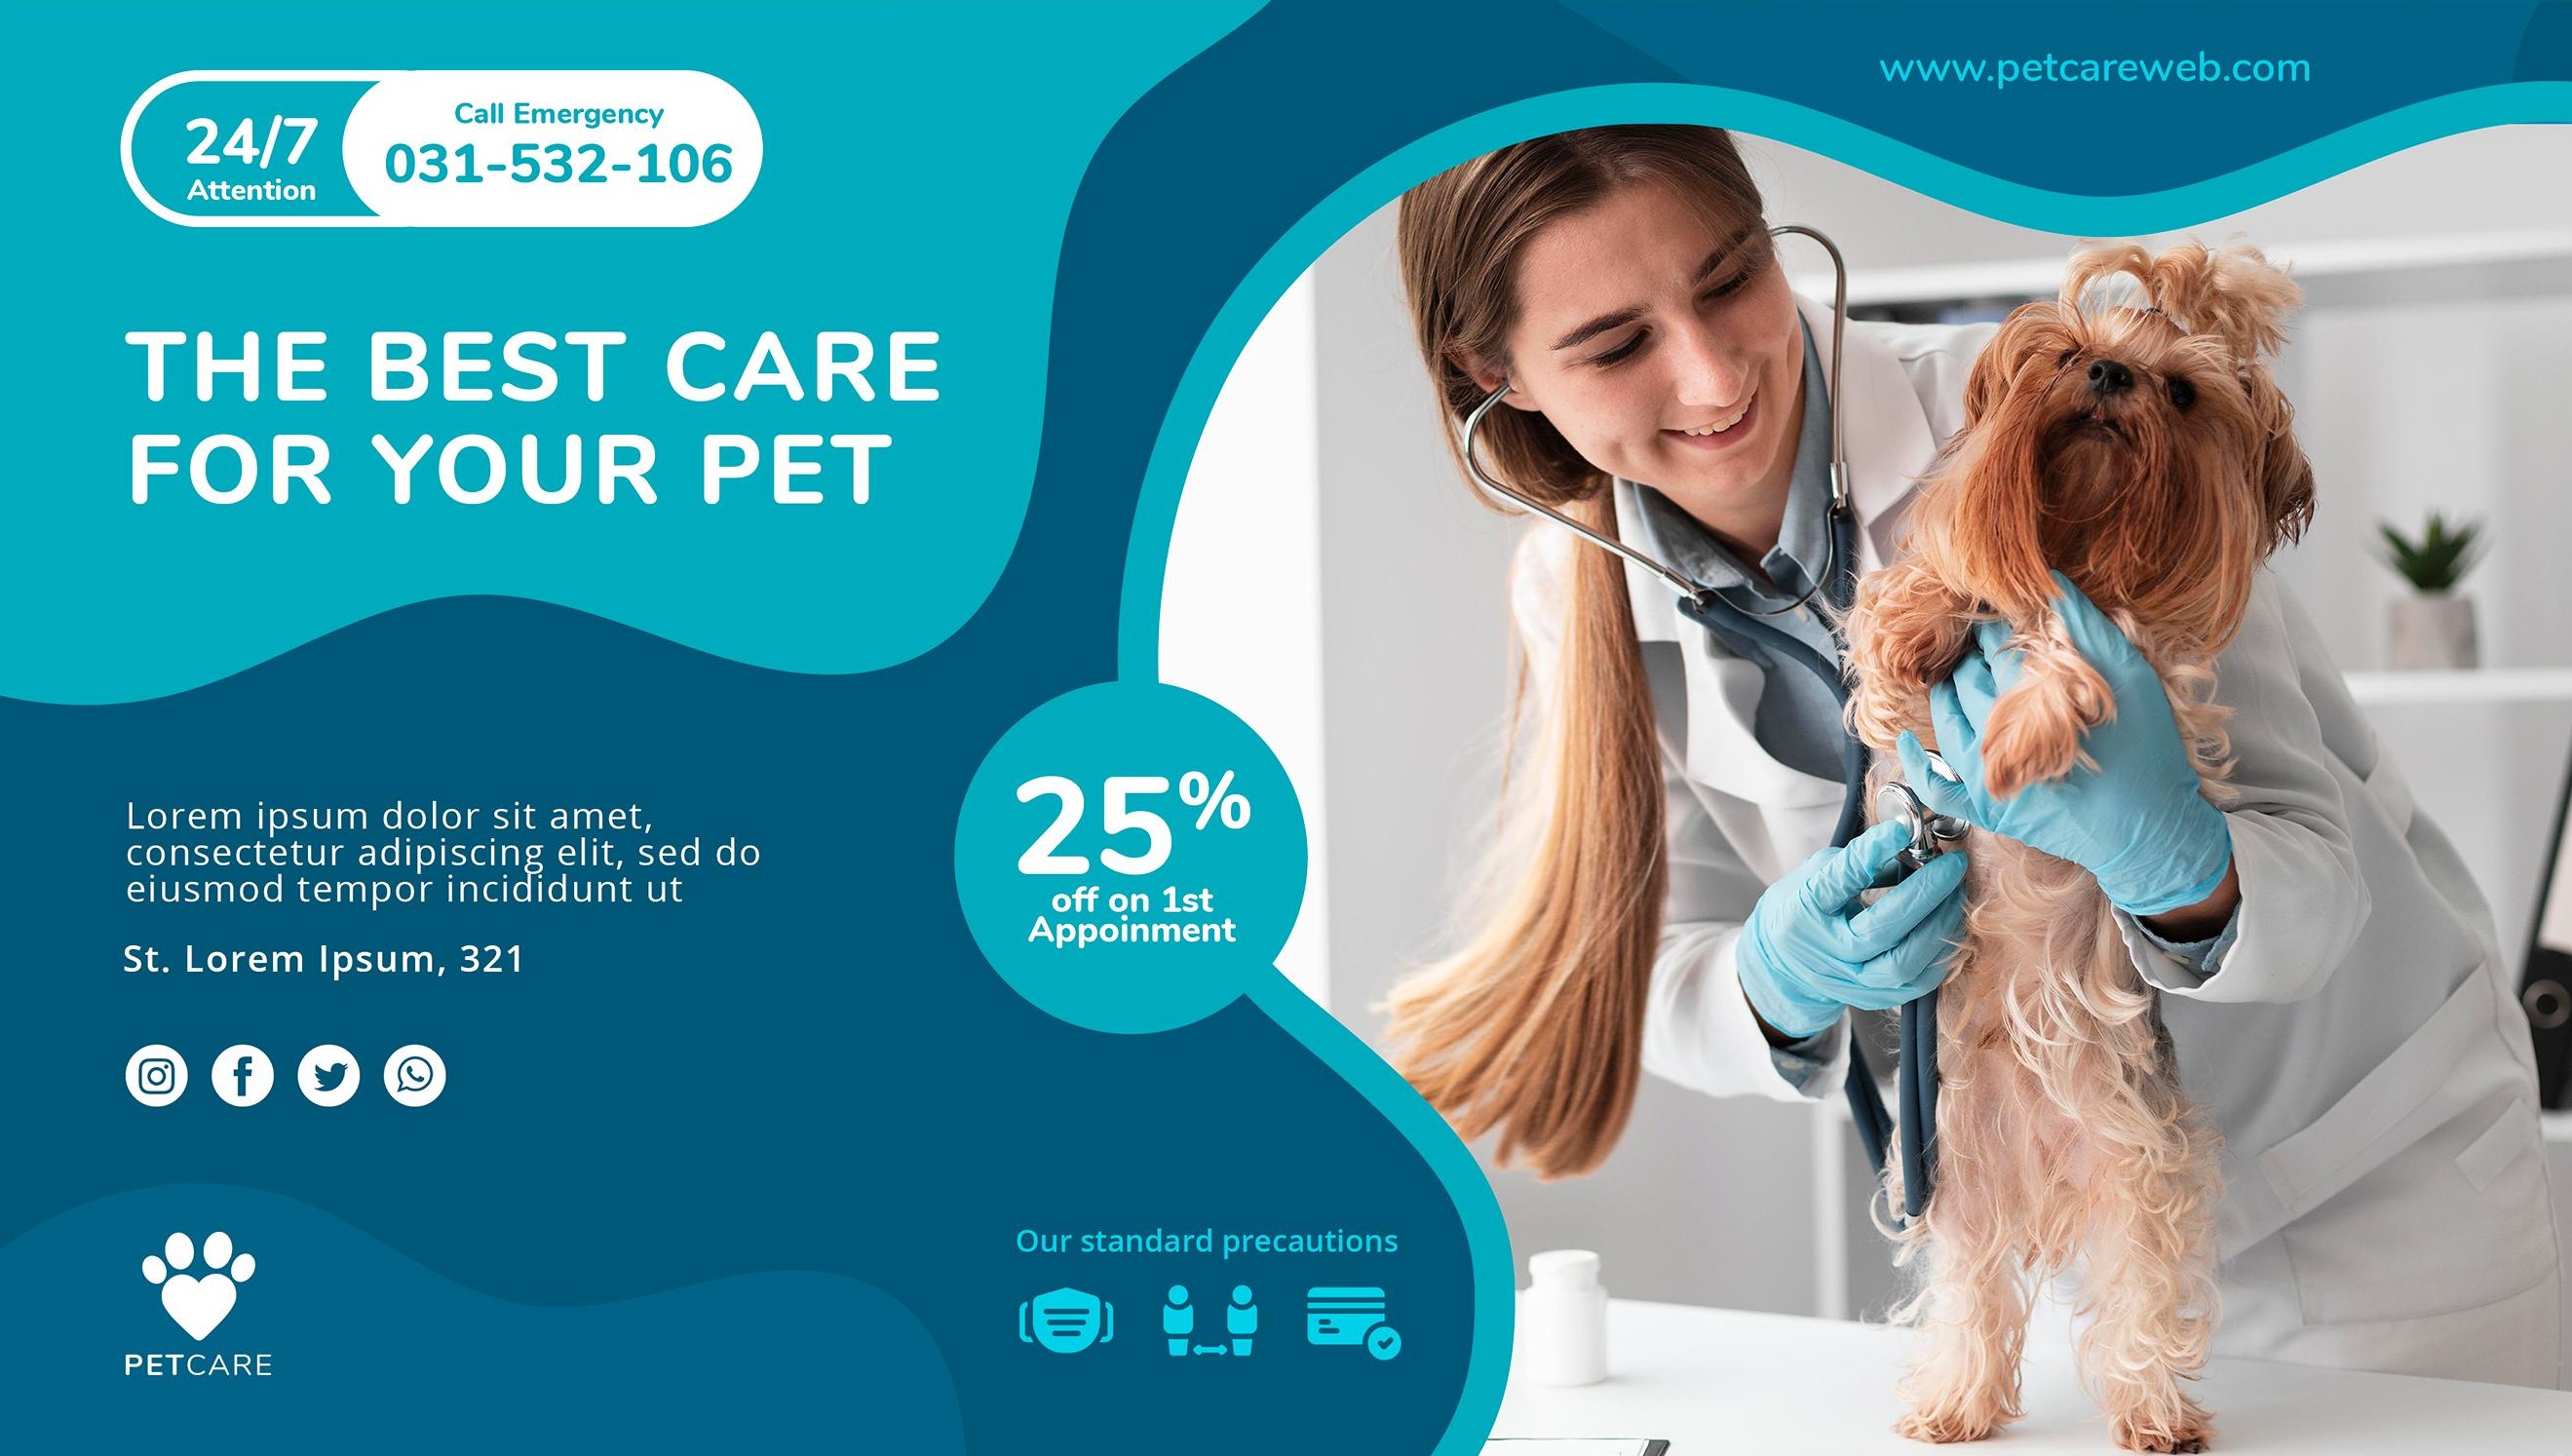 24/7
Attention
Call Emergency
031-532-106
www.petcareweb.com
THE BEST CARE
FOR YOUR PET
Lorem ipsum dolor sit amet,
consectetur adipiscing elit, sed do
eiusmod tempor incididunt ut
St. Lorem Ipsum, 321
25%
off on 1st
Appoinment
Our standard precautions
PETCARE